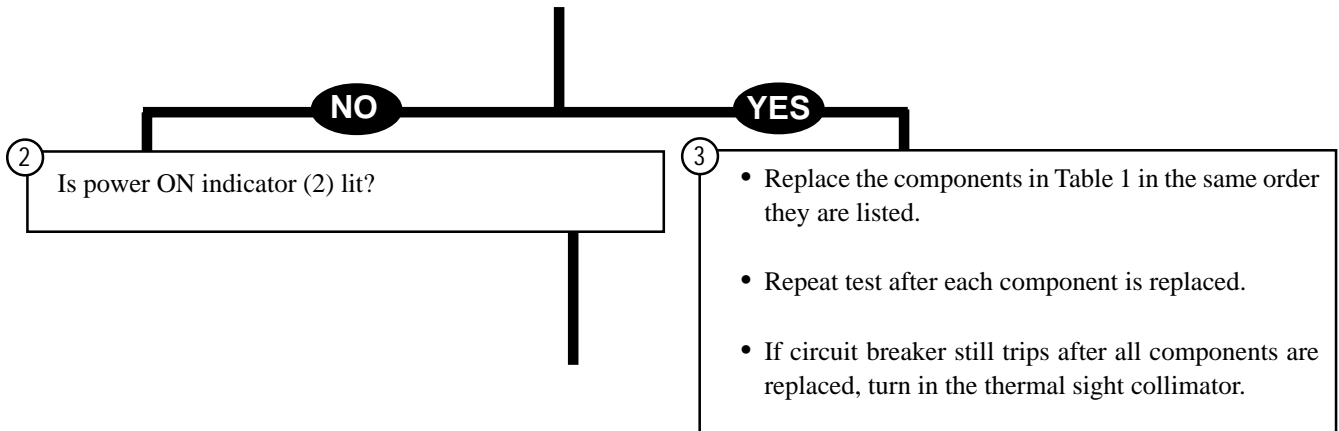 NO
YES
2
Is power ON indicator (2) lit?
3
• Replace the components in Table 1 in the same order
they are listed.
• Repeat test after each component is replaced.
• If circuit breaker still trips after all components are
replaced, turn in the thermal sight collimator.